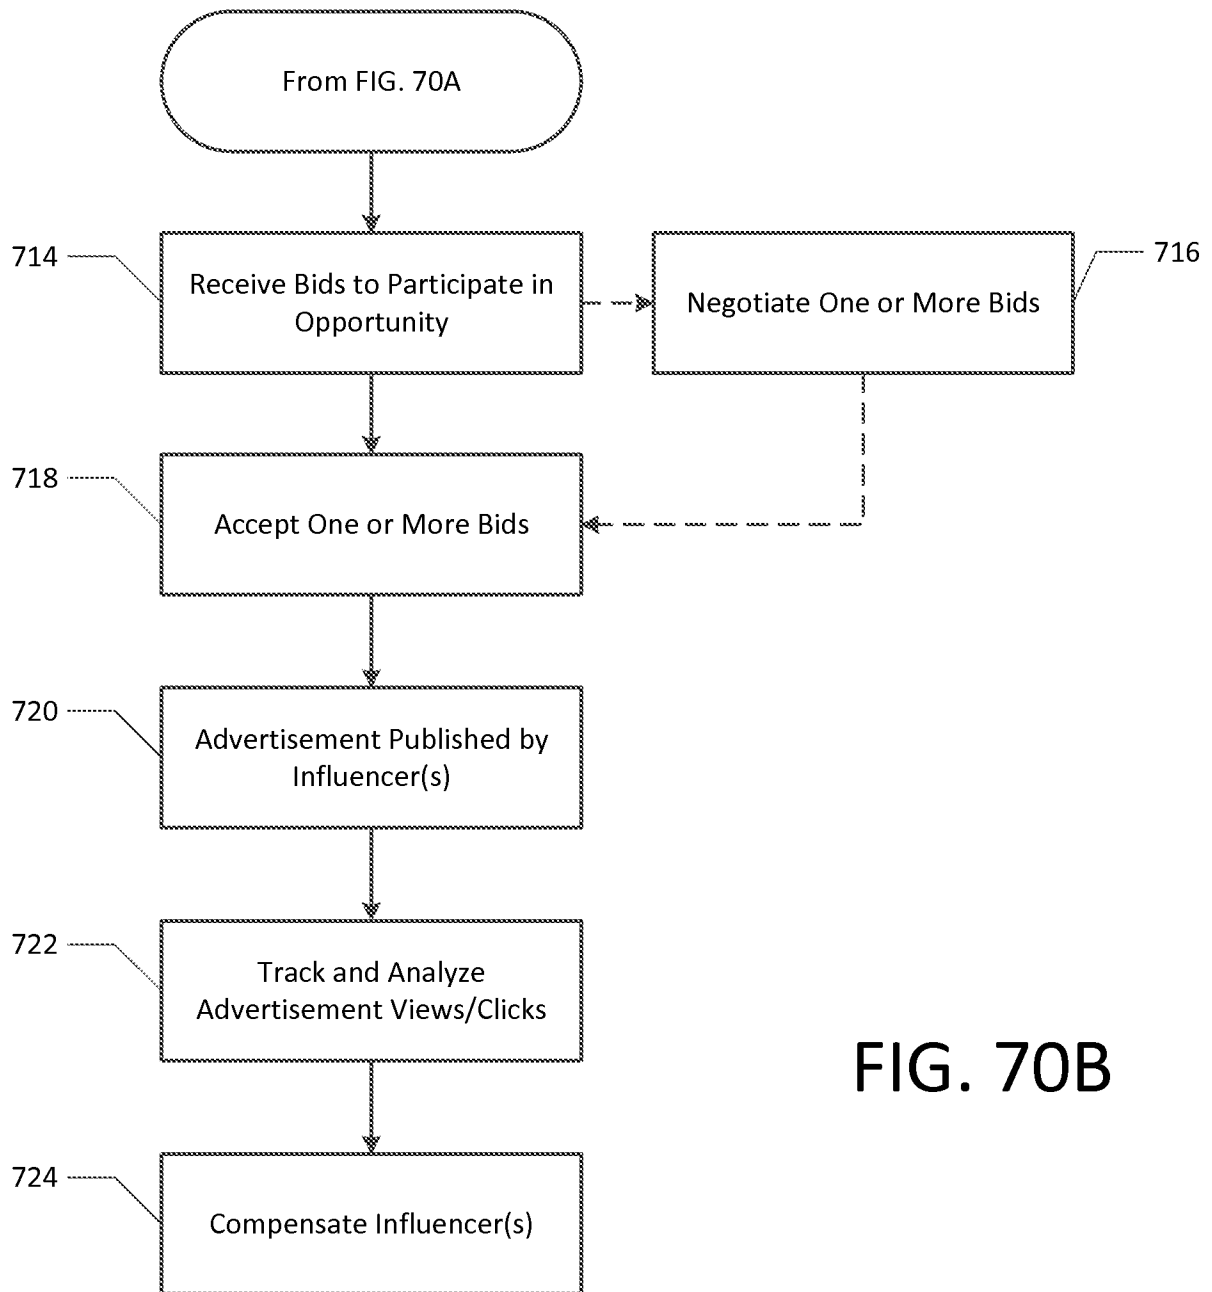 From FIG. 70A
714
Receive Bids to Participate in
Opportunity
Negotiate One or More Bids
716
718
Accept One or More Bids
720
Advertisement Published by
Influencer(s)
722
Track and Analyze
Advertisement Views/Clicks
FIG. 70B
724
Compensate Influencer(s)